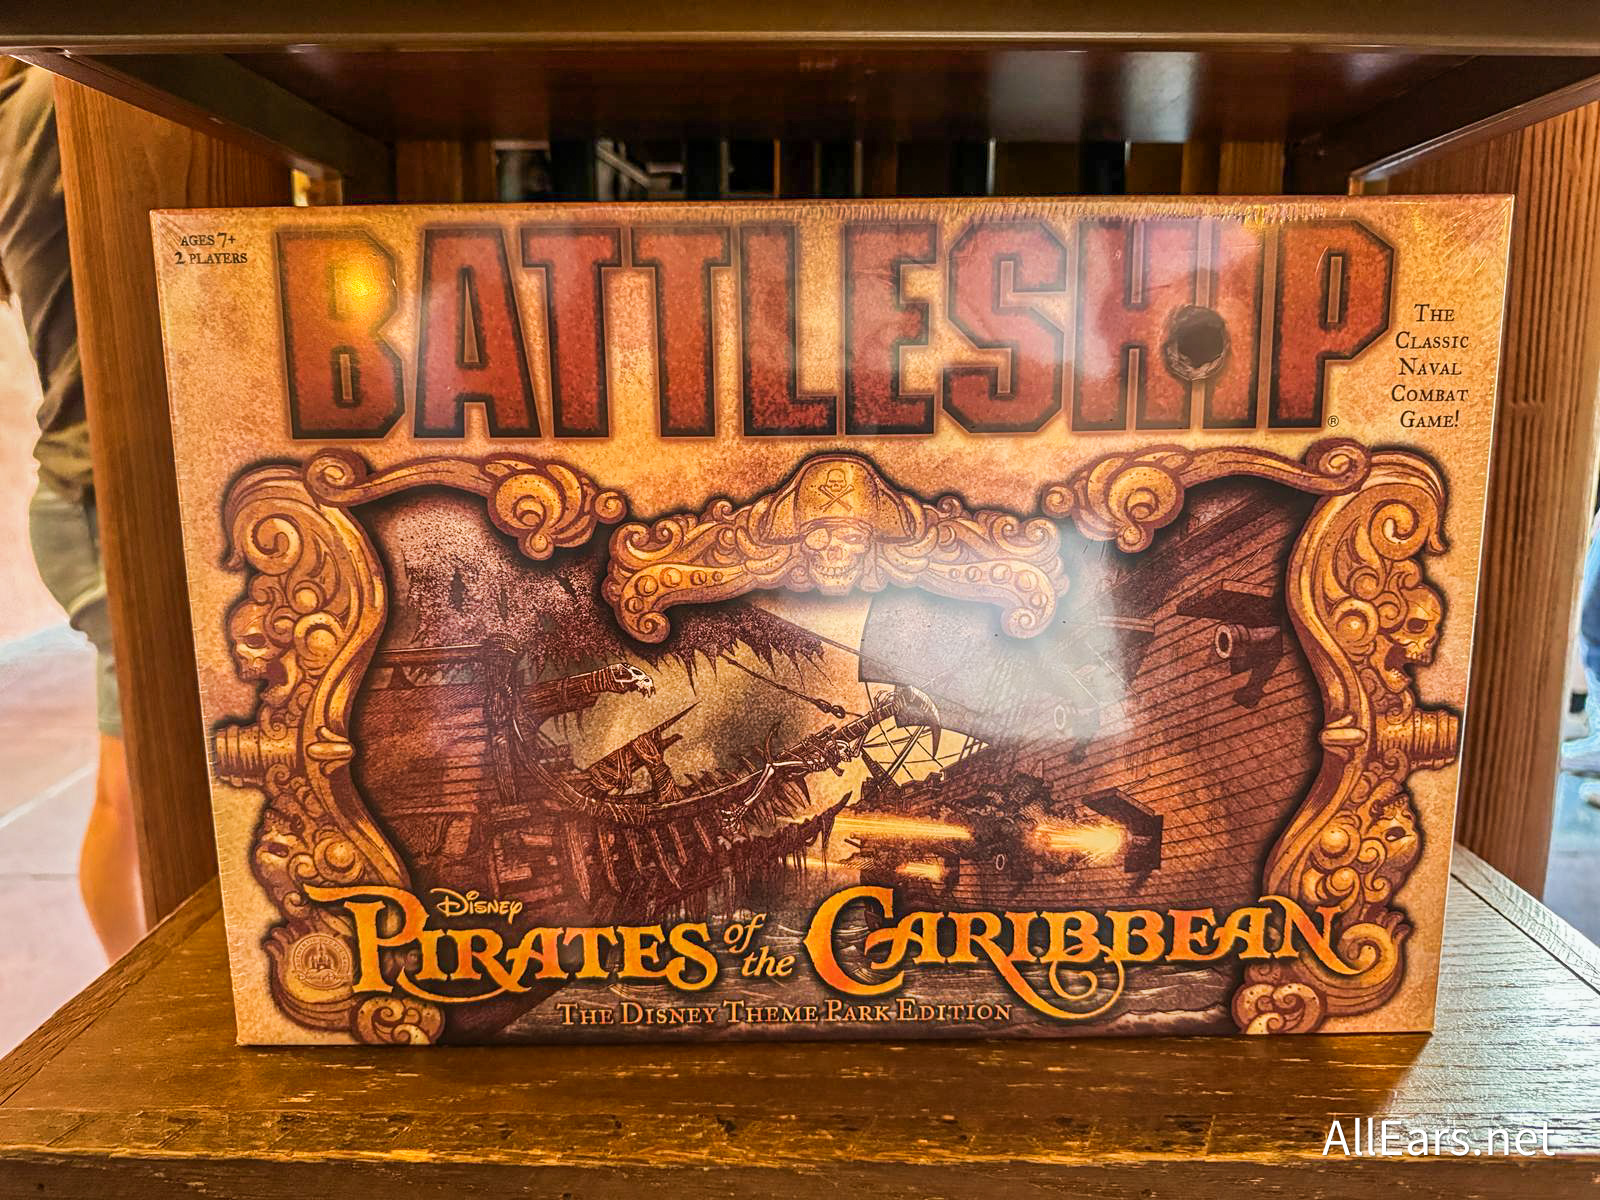 AGES 7+
2 PLAYERS
BATTLESHIP®
THE
CLASSIC
NAVAL
COMBAT
GAME!
DISNEY
PIRATES of the CARIBBEAN
THE DISNEY THEME PARK EDITION
AllEars.net